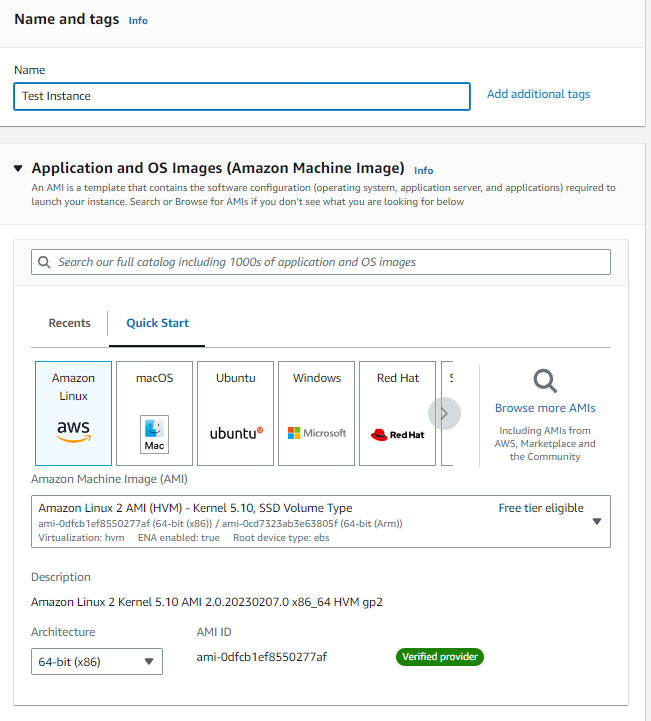 Name and tags Info
Name
Test Instance
Add additional tags
Application and OS Images (Amazon Machine Image) Info
An AMI is a template that contains the software configuration (operating system, application server, and applications) required to
launch your instance. Search or Browse for AMIs if you don't see what you are looking for below
Search our full catalog including 1000s of application and OS images
Recents
Quick Start
Amazon
Linux
aws
macOS
Mac
Ubuntu
ubuntu
Windows
Microsoft
Red Hat
Red Hat
S
Browse more AMIs
Including AMIs from
AWS, Marketplace and
the Community
Amazon Machine Image (AMI)
Amazon Linux 2 AMI (HVM) - Kernel 5.10, SSD Volume Type
Free tier eligible
ami-0dfcb1ef8550277af (64-bit (x86)) / ami-0cd7323ab3e63805f (64-bit (Arm))
Virtualization: hvm ENA enabled: true Root device type: ebs
Description
Amazon Linux 2 Kernel 5.10 AMI 2.0.20230207.0 x86_64 HVM gp2
Architecture
AMI ID
64-bit (x86)
ami-0dfcb1ef8550277af
Verified provider